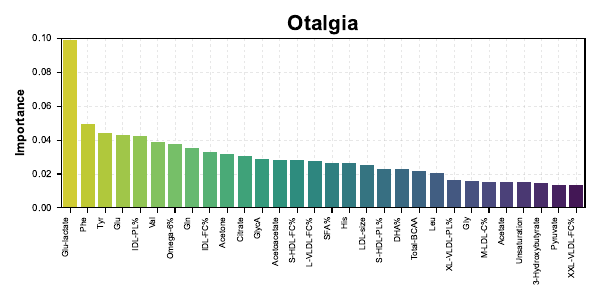 Otalgia
Importance
0.10
0.08
0.06
0.04
0.02
0.00
Glu-lactate
Phe
Tyr
Glu
IDL-PL%
Val
Omega-6%
Gln
IDL-FC%
Acetone
Citrate
GlycA
Acetoacetate
S-HDL-FC%
L-VLDL-FC%
SFA%
His
LDL-size
S-HDL-PL%
DHA%
Total-BCAA
Leu
XL-VLDL-PL%
Gly
M-LDL-C%
Acetate
Unsaturation
3-Hydroxybutyrate
Pyruvate
XXL-VLDL-FC%